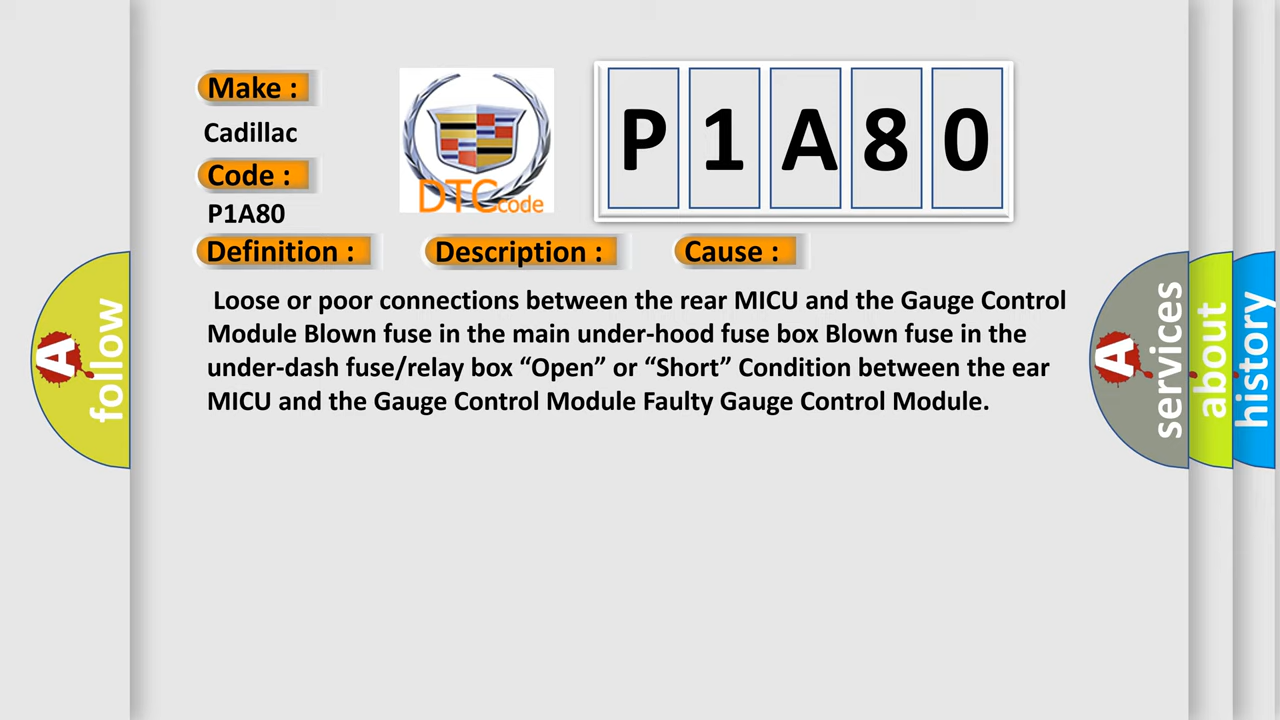 Make :
Cadillac
Code :
P1A80
DTCcode
P1A80
Definition :
Description :
Cause :
Loose or poor connections between the rear MICU and the Gauge Control
Module Blown fuse in the main under-hood fuse box Blown fuse in the
under-dash fuse/relay box “Open” or “Short” Condition between the ear
MICU and the Gauge Control Module Faulty Gauge Control Module.
A
follow
A
services
about
history